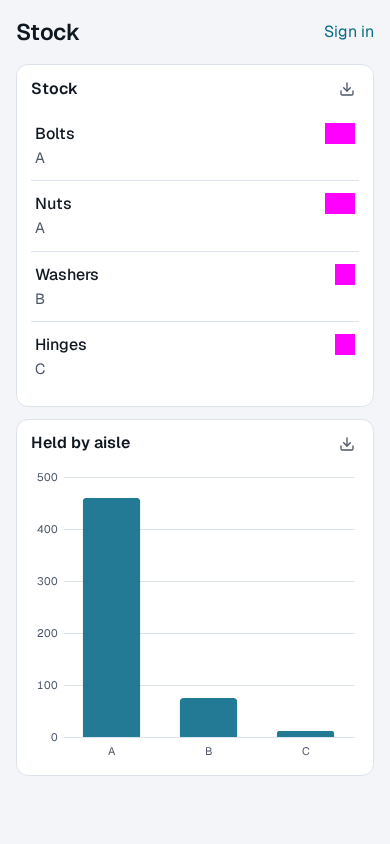 Stock
Sign in
Stock
Bolts
A
Nuts
A
Washers
B
Hinges
C
Held by aisle
500
400
300
200
100
0
A B C